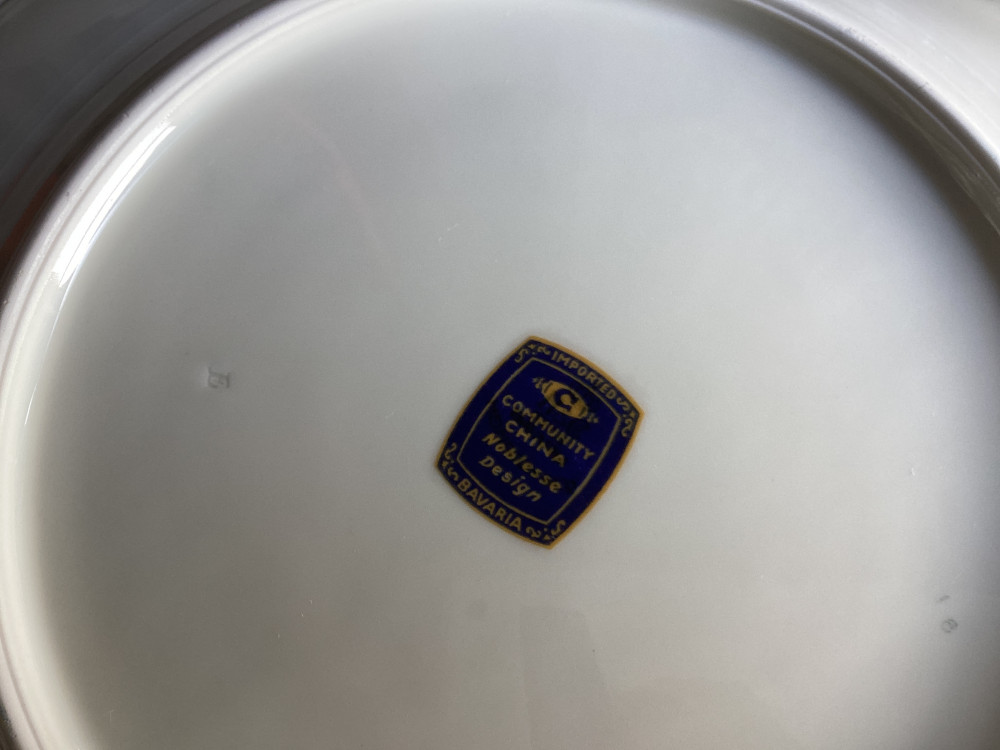 IMPORTED
C
COMMUNITY
CHINA
Noblesse
Design
BAVARIA